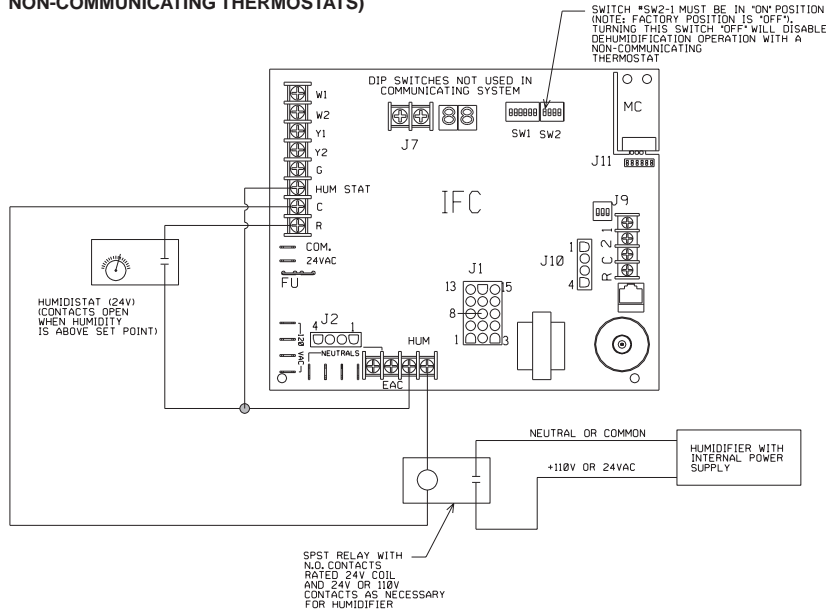 NON-COMMUNICATING THERMOSTATS)
SWITCH "SW2-1 MUST BE IN "ON" POSITION
(NOTE: FACTORY POSITION IS "OFF").
TURNING THIS SWITCH "OFF" WILL DISABLE
DEHUMIDIFICATION OPERATION WITH A
NON-COMMUNICATING
THERMOSTAT
DIP SWITCHES NOT USED IN
COMMUNICATING SYSTEM
W1
W2
Y1
Y2
G
HUM STAT
C
R
COM.
24VAC
FU
J7
88
SW1 SW2
MC
J11
IFC
J9
R C 2 1
J10
1
4
J1
13 15
8
1 3
HUMIDISTAT (24V)
(CONTACTS OPEN
WHEN HUMIDITY
IS ABOVE SET POINT)
J2
4 1
HUM
120 VAC
NEUTRALS
EAC
NEUTRAL OR COMMON
+110V OR 24VAC
HUMIDIFIER WITH
INTERNAL POWER
SUPPLY
SPST RELAY WITH
N.O. CONTACTS
RATED 24V COIL
AND 24V OR 110V
CONTACTS AS NECESSARY
FOR HUMIDIFIER